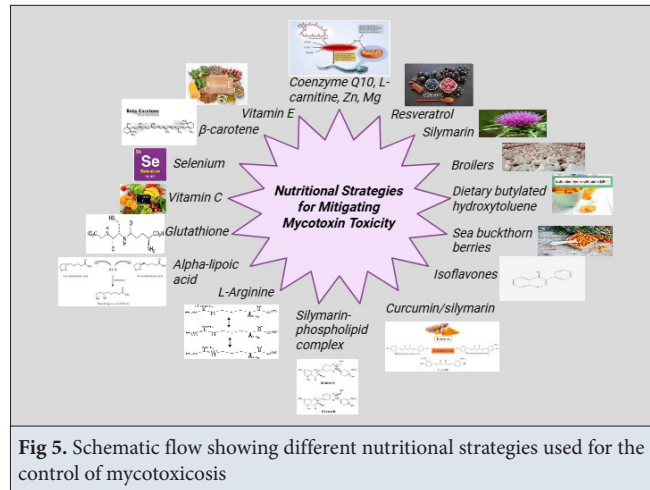 Coenzyme Q10, L-
carnitine, Zn, Mg
Vitamin E
Resveratrol
β-carotene
Silymarin
Beta Carotene
Selenium
Se
Broilers
Nutritional Strategies
for Mitigating
Mycotoxin Toxicity
Vitamin C
Dietary butylated
hydroxytoluene
Glutathione
Sea buckthorn
berries
Alpha-lipoic
acid
Isoflavones
L-Arginine
Curcumin/silymarin
Silymarin-
phospholipid
complex
Fig 5. Schematic flow showing different nutritional strategies used for the
control of mycotoxicosis